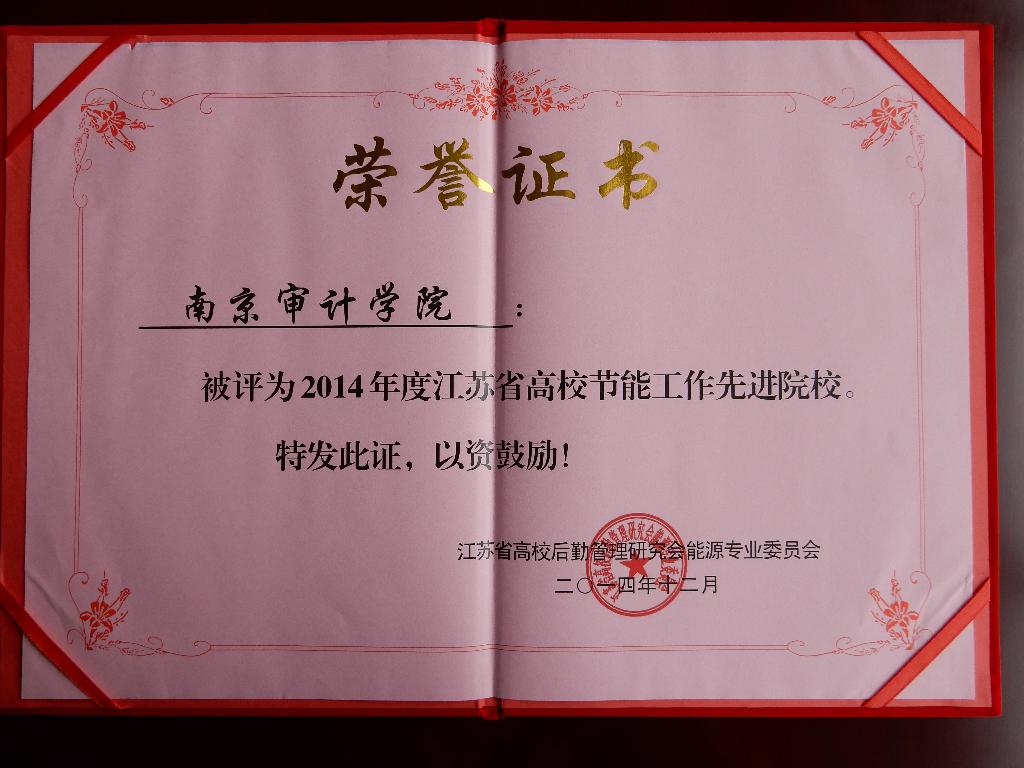 荣誉证书
南京审计学院：
被评为2014年度江苏省高校节能工作先进院校。
特发此证，以资鼓励！
江苏省高校后勤管理研究会能源专业委员会
二〇一四年十二月